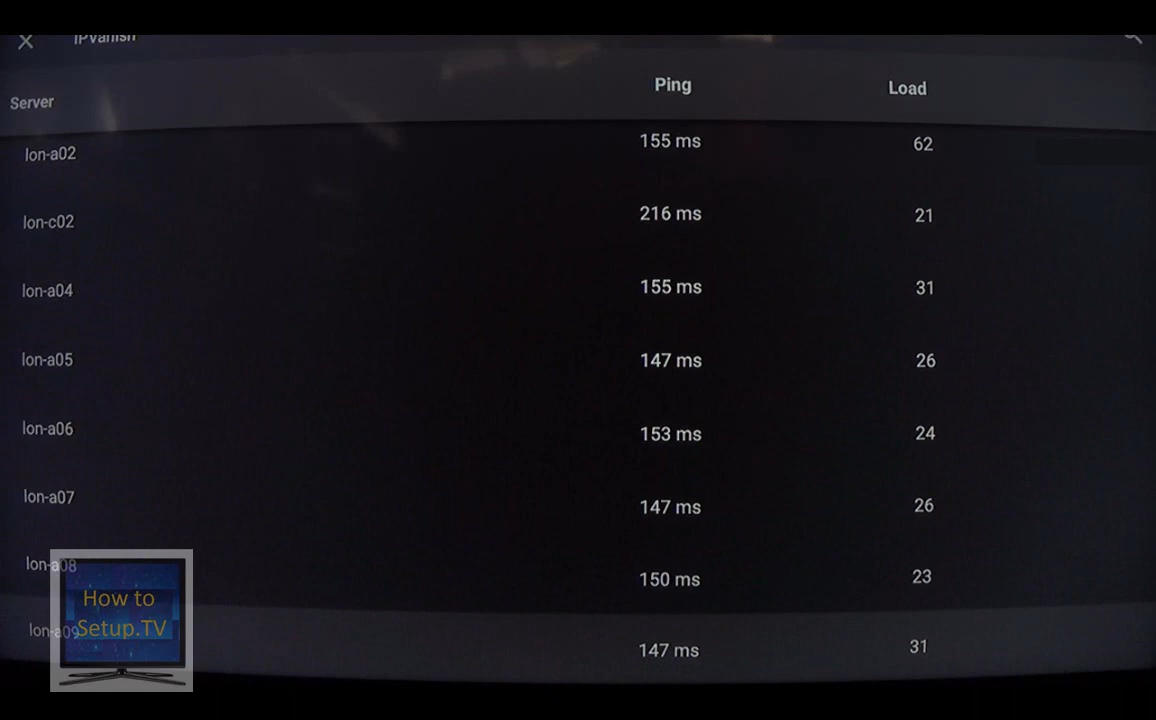 IPVanish
Server Ping Load
lon-a02 155 ms 62
lon-c02 216 ms 21
lon-a04 155 ms 31
lon-a05 147 ms 26
lon-a06 153 ms 24
lon-a07 147 ms 26
lon-a08 150 ms 23
lon-a09 147 ms 31
How to
Setup.TV